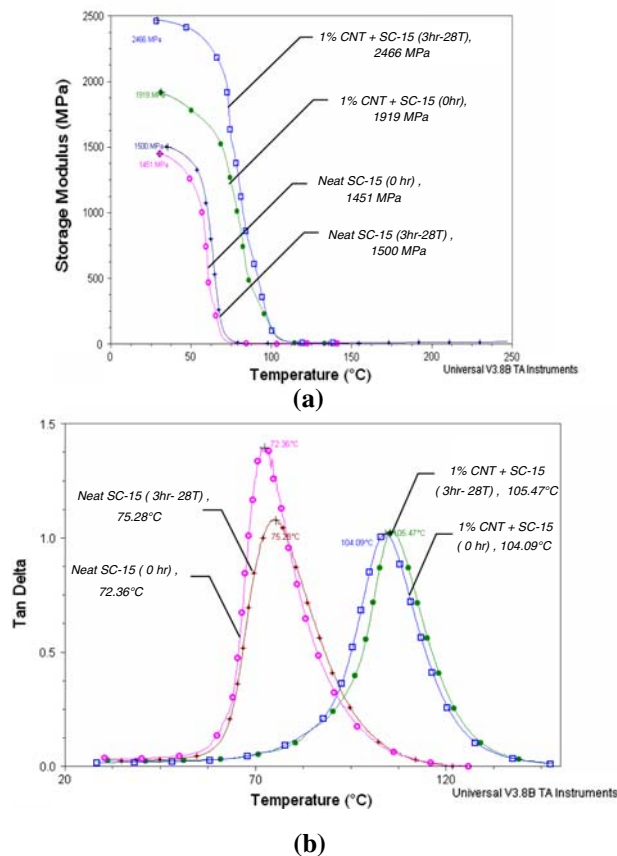 2500
2000
1500
1000
500
0
Storage Modulus (MPa)
2466 MPa
1919 MPa
1500 MPa
1451 MPa
1% CNT + SC-15 (3hr-28T),
2466 MPa
1% CNT + SC-15 (0hr),
1919 MPa
Neat SC-15 (0 hr) ,
1451 MPa
Neat SC-15 (3hr-28T) ,
1500 MPa
0 50 100 150 200 250
Temperature (°C)
Universal V3.8B TA Instruments
(a)
1.5
1.0
0.5
0.0
Tan Delta
72.36°C
75.28°C
104.09°C
105.47°C
Neat SC-15 ( 3hr- 28T) ,
75.28°C
Neat SC-15 ( 0 hr) ,
72.36°C
1% CNT + SC-15
( 3hr- 28T) , 105.47°C
1% CNT + SC-15
( 0 hr) , 104.09°C
20 70 120
Temperature (°C)
Universal V3.8B TA Instruments
(b)